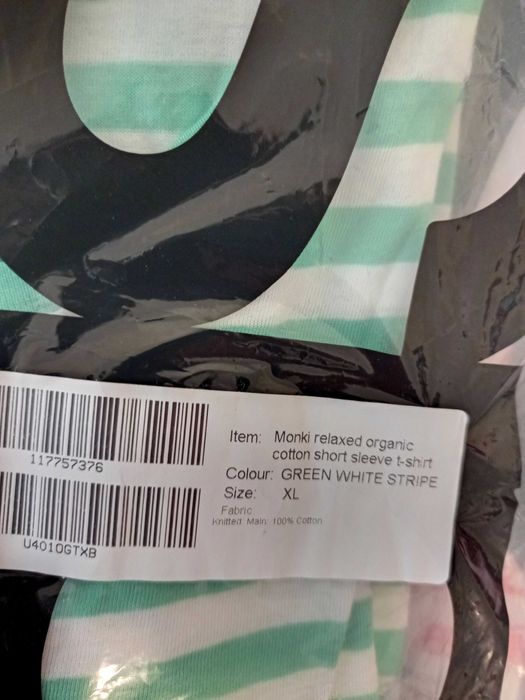 Item: Monki relaxed organic
cotton short sleeve t-shirt
Colour: GREEN WHITE STRIPE
Size: XL
Fabric
Knitted: Main: 100% Cotton
117757376
U4010GTXB